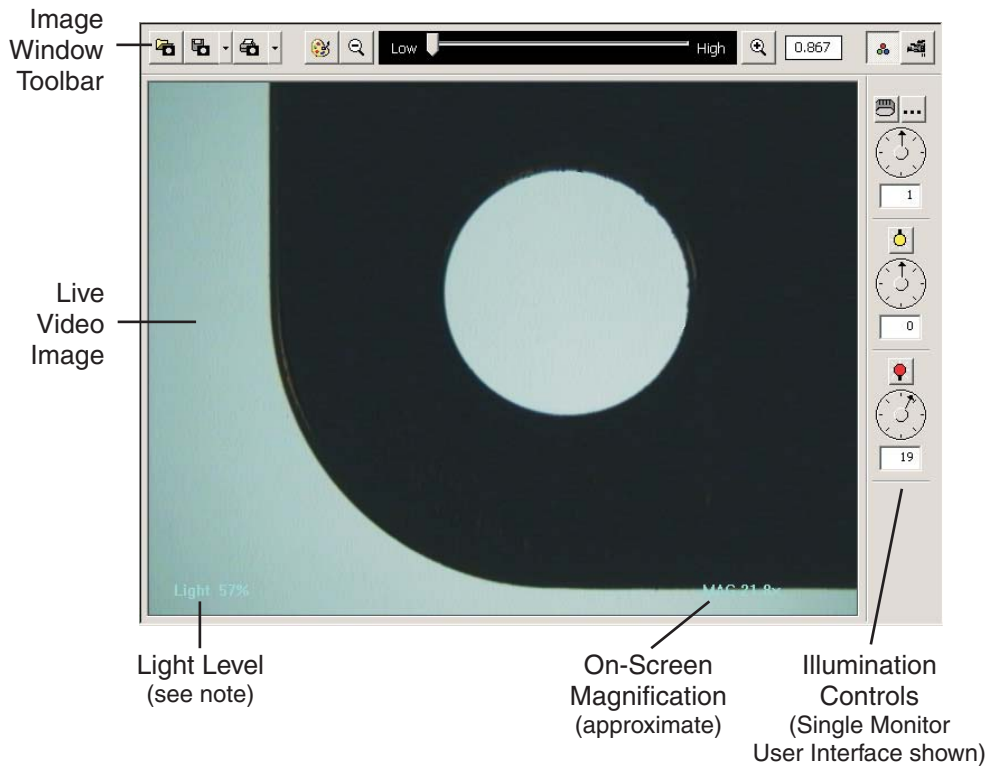 Image
Window
Toolbar
Low
High
0.867
...
1
0
19
Live
Video
Image
Light 57%
MAG 21.8x
Light Level
(see note)
On-Screen
Magnification
(approximate)
Illumination
Controls
(Single Monitor
User Interface shown)